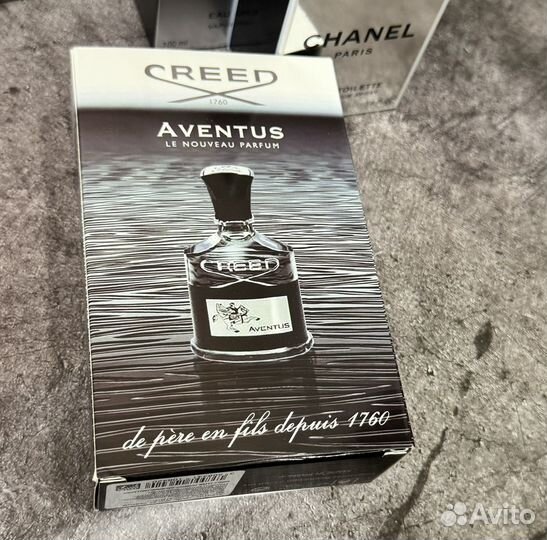 EAU
100 ml
CHANEL
PARIS
TOILETTE
CREED
1760
AVENTUS
LE NOUVEAU PARFUM
CREED
AVENTUS
de père en fils depuis 1760
Avito